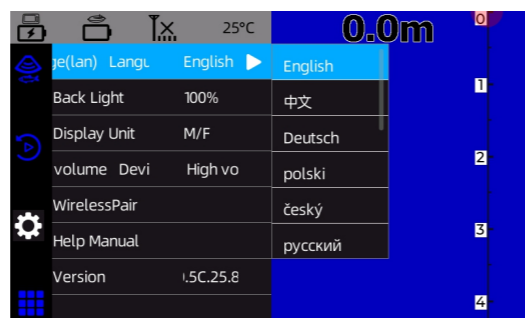 25°C 0.0m
ge(lan) Langu English
Back Light 100%
Display Unit M/F
volume Devi High vo
WirelessPair
Help Manual
Version .5C.25.8
English
中文
Deutsch
polski
český
русский
0
1
2
3
4